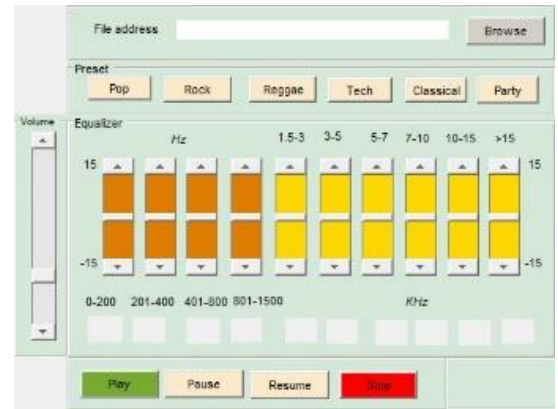 File address Browse
Preset
Pop Rock Reggae Tech Classical Party
Volume Equalizer
Hz 1.5-3 3-5 5-7 7-10 10-15 >15
15 15
-15 -15
0-200 201-400 401-800 801-1500 KHz
Play Pause Resume Stop